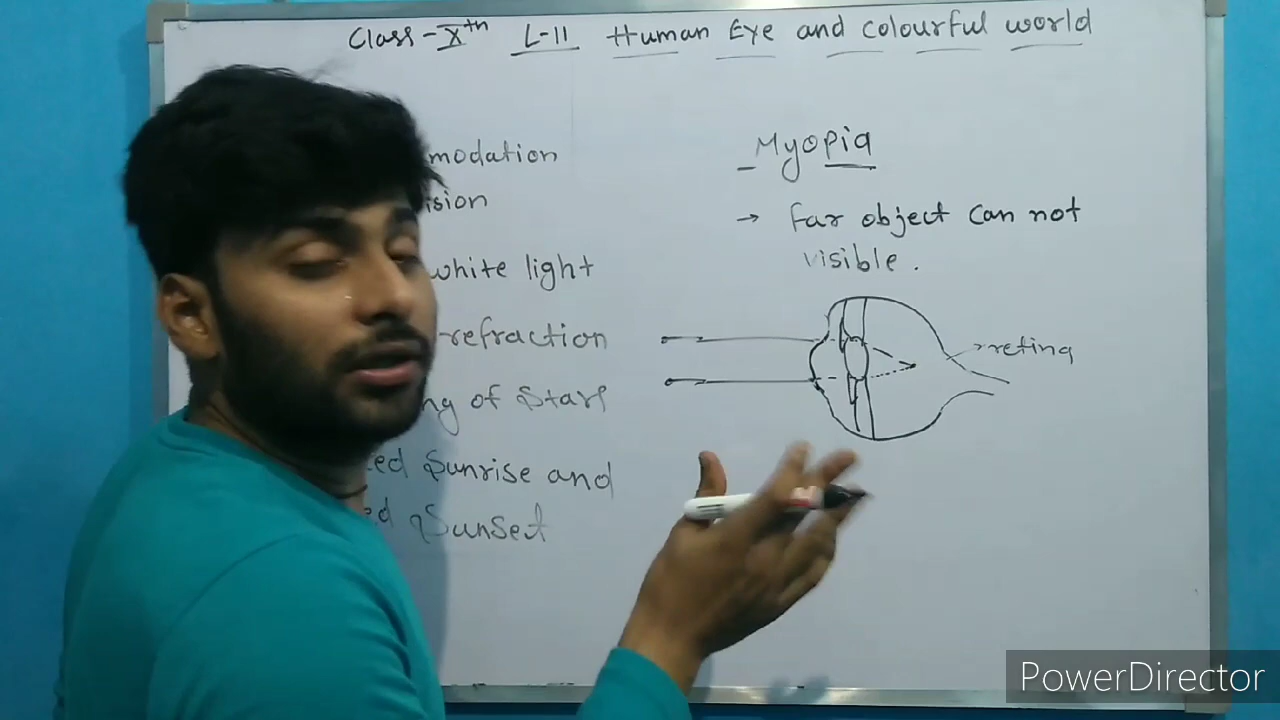 Class-Xth L-11 Human Eye and colourful world
modation
ision
white light
-refraction
ng of Stars
ed Sunrise and
ed Sunset
- Myopia
→ Far object can not
visible.
retina
PowerDirector